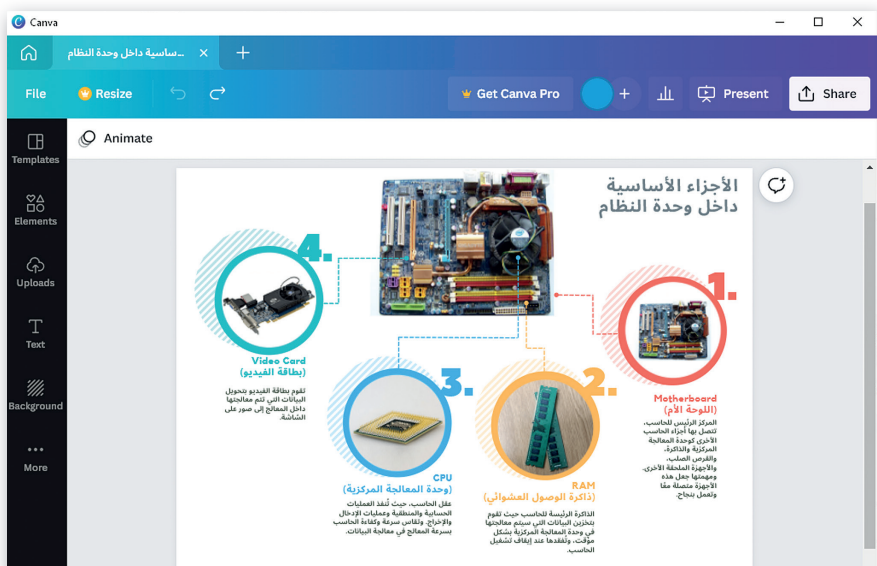 Canva
...ساسية داخل وحدة النظام
File
Resize
Get Canva Pro
Present
Share
Templates
Elements
Uploads
Text
Background
More
Animate
الأجزاء الأساسية
داخل وحدة النظام
1.
Motherboard
(اللوحة الأم)
المركز الرئيس للحاسب،
تتصل بها أجزاء الحاسب
الأخرى كوحدة المعالجة
المركزية والذاكرة،
والقرص الصلب،
والأجهزة الملحقة الأخرى.
ومهمتها جعل هذه
الأجهزة متصلة معًا
وتعمل بنجاح.
2.
RAM
(ذاكرة الوصول العشوائي)
الذاكرة الرئيسة للحاسب حيث تقوم
بتخزين البيانات التي سيتم معالجتها
في وحدة المعالجة المركزية بشكل
مؤقت، وتفقدها عند إيقاف تشغيل
الحاسب.
3.
CPU
(وحدة المعالجة المركزية)
عقل الحاسب، حيث تُنفذ العمليات
الحسابية والمنطقية وعمليات الإدخال
والإخراج. وتقاس سرعة وكفاءة الحاسب
بسرعة المعالج في معالجة البيانات.
4.
Video Card
(بطاقة الفيديو)
تقوم بطاقة الفيديو بتحويل
البيانات التي تتم معالجتها
داخل المعالج إلى صور على
الشاشة.